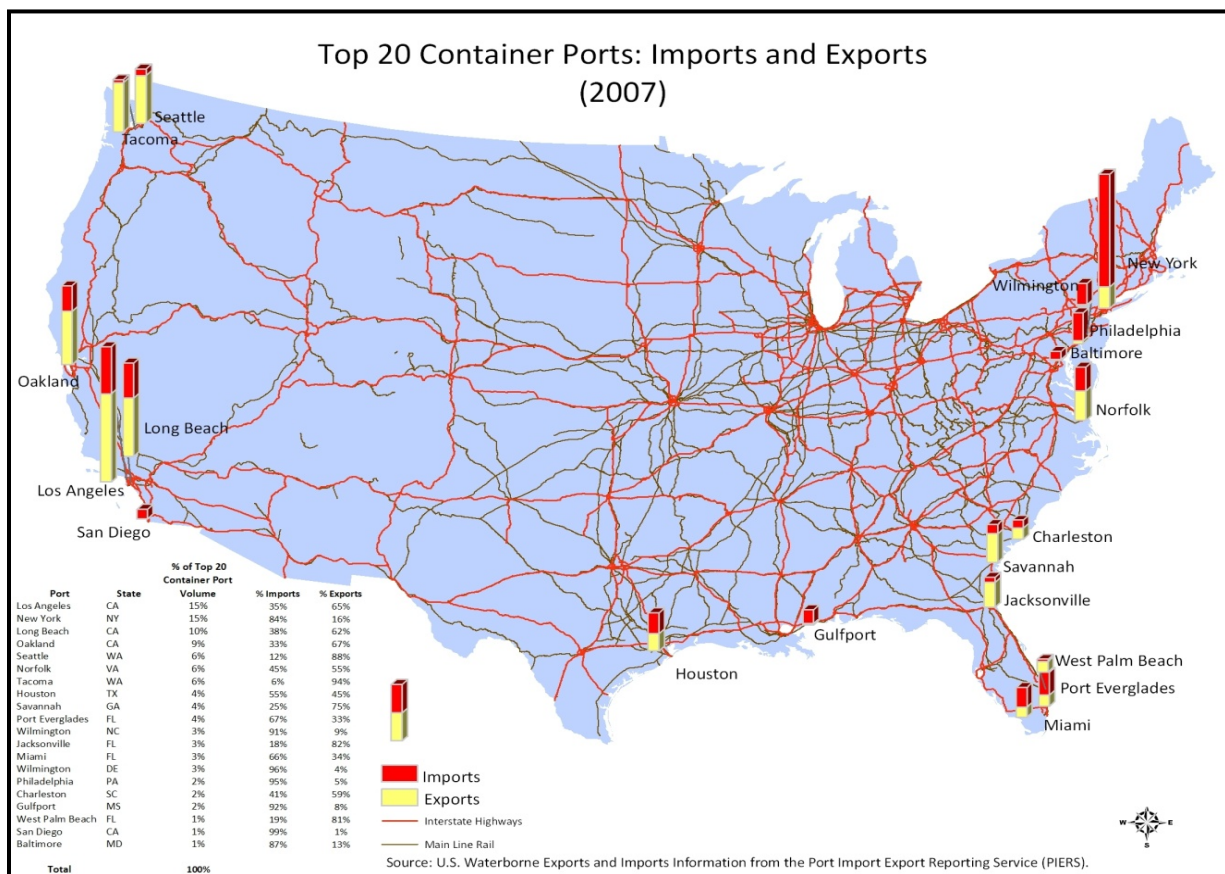 Top 20 Container Ports: Imports and Exports
(2007)
Seattle
Tacoma
New York
Wilmington
Philadelphia
Baltimore
Norfolk
Oakland
Long Beach
Los Angeles
San Diego
Charleston
Savannah
Jacksonville
Gulfport
Houston
West Palm Beach
Port Everglades
Miami
% of Top 20
Container Port
Port State Volume % Imports % Exports
Los Angeles CA 15% 35% 65%
New York NY 15% 84% 16%
Long Beach CA 10% 38% 62%
Oakland CA 9% 33% 67%
Seattle WA 6% 12% 88%
Norfolk VA 6% 45% 55%
Tacoma WA 6% 6% 94%
Houston TX 4% 55% 45%
Savannah GA 4% 25% 75%
Port Everglades FL 4% 67% 33%
Wilmington NC 3% 91% 9%
Jacksonville FL 3% 18% 82%
Miami FL 3% 66% 34%
Wilmington DE 3% 96% 4%
Philadelphia PA 2% 95% 5%
Charleston SC 2% 41% 59%
Gulfport MS 2% 92% 8%
West Palm Beach FL 1% 19% 81%
San Diego CA 1% 99% 1%
Baltimore MD 1% 87% 13%
Total 100%
Imports
Exports
Interstate Highways
Main Line Rail
N
W E
S
Source: U.S. Waterborne Exports and Imports Information from the Port Import Export Reporting Service (PIERS).